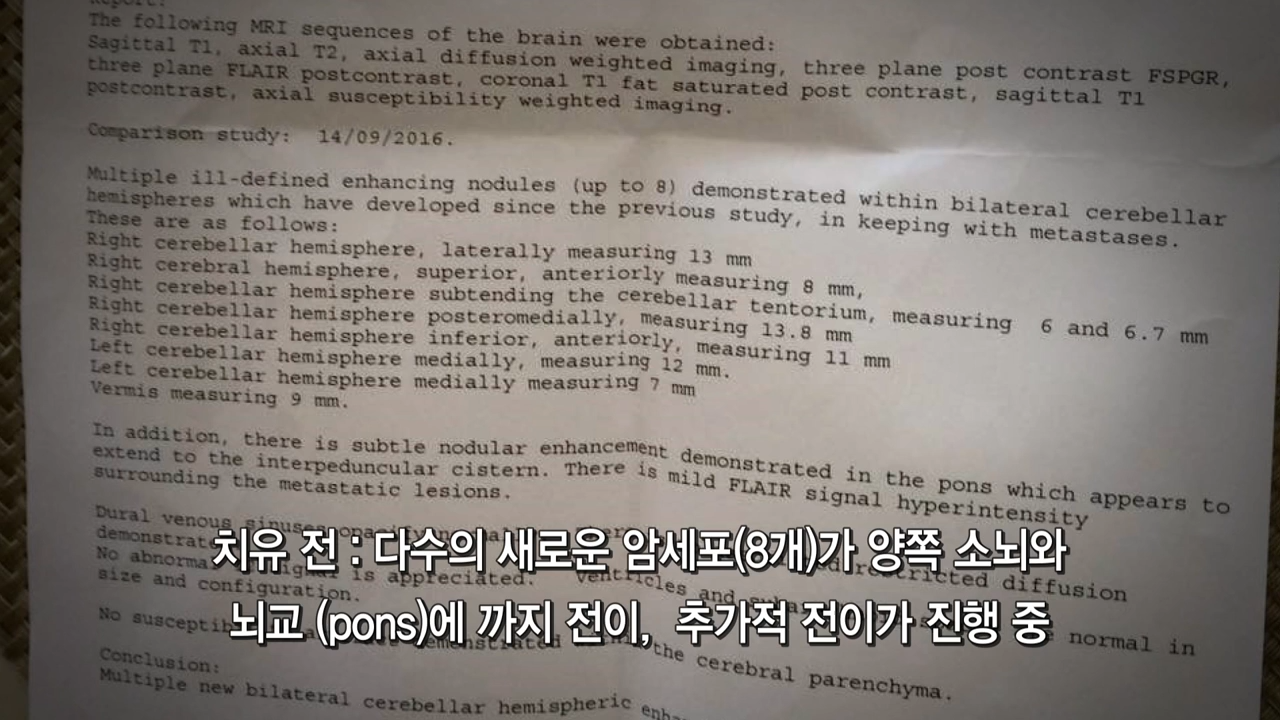 Report:
The following MRI sequences of the brain were obtained:
Sagittal T1, axial T2, axial diffusion weighted imaging, three plane post contrast FSPGR,
three plane FLAIR postcontrast, coronal T1 fat saturated post contrast, sagittal T1
postcontrast, axial susceptibility weighted imaging.
Comparison study: 14/09/2016.
Multiple ill-defined enhancing nodules (up to 8) demonstrated within bilateral cerebellar
hemispheres which have developed since the previous study, in keeping with metastases.
These are as follows:
Right cerebellar hemisphere, laterally measuring 13 mm
Right cerebral hemisphere, superior, anteriorly measuring 8 mm,
Right cerebellar hemisphere subtending the cerebellar tentorium, measuring 6 and 6.7 mm
Right cerebellar hemisphere posteromedially, measuring 13.8 mm
Right cerebellar hemisphere inferior, anteriorly, measuring 11 mm
Left cerebellar hemisphere medially, measuring 12 mm.
Left cerebellar hemisphere medially measuring 7 mm
Vermis measuring 9 mm.
In addition, there is subtle nodular enhancement demonstrated in the pons which appears to
extend to the interpeduncular cistern. There is mild FLAIR signal hyperintensity
surrounding the metastatic lesions.
Dural venous sinuses
restricted diffusion
is appreciated. Ventricles and normal in
size and configuration.
No demonstrated the cerebral parenchyma.
Conclusion:
Multiple new bilateral cerebellar hemispheric
치유 전 : 다수의 새로운 암세포(8개)가 양쪽 소뇌와
뇌교 (pons)에 까지 전이, 추가적 전이가 진행 중